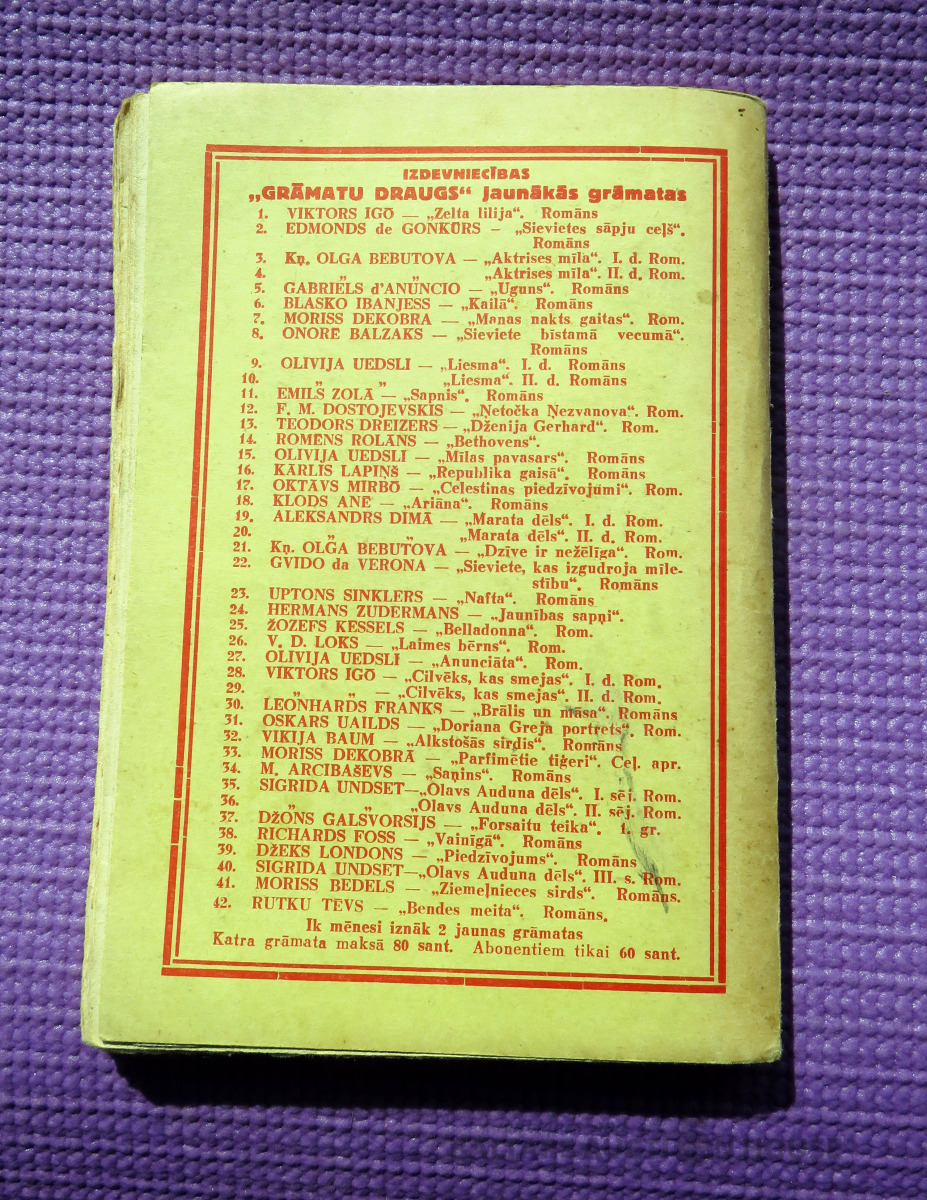 IZDEVNIECĪBAS
„GRĀMATU DRAUGS“ jaunākās grāmatas
1. VIKTORS IGŌ — „Zelta lilija“. Romāns
2. EDMONDS de GONKŪRS – „Sievietes sāpju ceļš“.
Romāns
3. Kņ. OLGA BEBUTOVA — „Aktrises mīla“. I. d. Rom.
4. „ „ „Aktrises mīla“. II. d. Rom.
5. GABRIELS d'ANUNCIO — „Uguns“. Romāns
6. BLASKO IBANJESS — „Kailā“. Romāns
7. MORISS DEKOBRA — „Manas nakts gaitas“. Rom.
8. ONORĒ BALZAKS — „Sieviete bīstamā vecumā“.
Romāns
9. OLIVIJA UEDSLI — „Liesma“. I. d. Romāns
10. „ „ „Liesma“. II. d. Romāns
11. EMILS ZOLĀ — „Sapnis“. Romāns
12. F. M. DOSTOJEVSKIS — „Ņetočka Ņezvanova“. Rom.
13. TEODORS DREIZERS — „Dženija Gerhard“. Rom.
14. ROMENS ROLĀNS — „Bethovens“.
15. OLIVIJA UEDSLI — „Mīlas pavasars“. Romāns
16. KĀRLIS LAPIŅŠ — „Republika gaisā“. Romāns
17. OKTĀVS MIRBŌ — „Celestinas piedzīvojumi“. Rom.
18. KLODS ANĒ — „Ariāna“. Romāns
19. ALEKSANDRS DIMĀ — „Marata dēls“. I. d. Rom.
20. „ „ „Marata dēls“. II. d. Rom.
21. Kņ. OLGA BEBUTOVA — „Dzīve ir nežēlīga“. Rom.
22. GVIDO da VERONA — „Sieviete, kas izgudroja mīle-
stību“. Romāns
23. UPTONS SINKLERS — „Nafta“. Romāns
24. HERMANS ZUDERMANS — „Jaunības sapņi“.
25. ŽOZEFS KESSELS — „Belladonna“. Rom.
26. V. D. LOKS — „Laimes bērns“. Rom.
27. OLIVIJA UEDSLI — „Anunciāta“. Rom.
28. VIKTORS IGŌ — „Cilvēks, kas smejas“. I. d. Rom.
29. „ „ — „Cilvēks, kas smejas“. II. d. Rom.
30. LEONHARDS FRANKS — „Brālis un māsa“. Romāns
31. OSKARS UAILDS — „Doriana Greja portrets“. Rom.
32. VIKIJA BAUM — „Alkstošās sirdis“. Romāns
33. MORISS DEKOBRĀ — „Parfimētie tiģeri“. Ceļ. apr.
34. M. ARCIBAŠEVS — „Saņins“. Romāns
35. SIGRIDA UNDSET—„Olavs Auduna dēls“. I. sēj. Rom.
36. „ „ „Olavs Auduna dēls“. II. sēj. Rom.
37. DŽONS GALSVORSIJS — „Forsaitu teika“. I. gr.
38. RICHARDS FOSS — „Vainīgā“. Romāns
39. DŽEKS LONDONS — „Piedzīvojums“. Romāns
40. SIGRIDA UNDSET—„Olavs Auduna dēls“. III. s. Rom.
41. MORISS BEDELS — „Ziemeļnieces sirds“. Romāns.
42. RUTKU TEVS — „Bendes meita“. Romāns.
Ik mēnesi iznāk 2 jaunas grāmatas
Katra grāmata maksā 80 sant. Abonentiem tikai 60 sant.